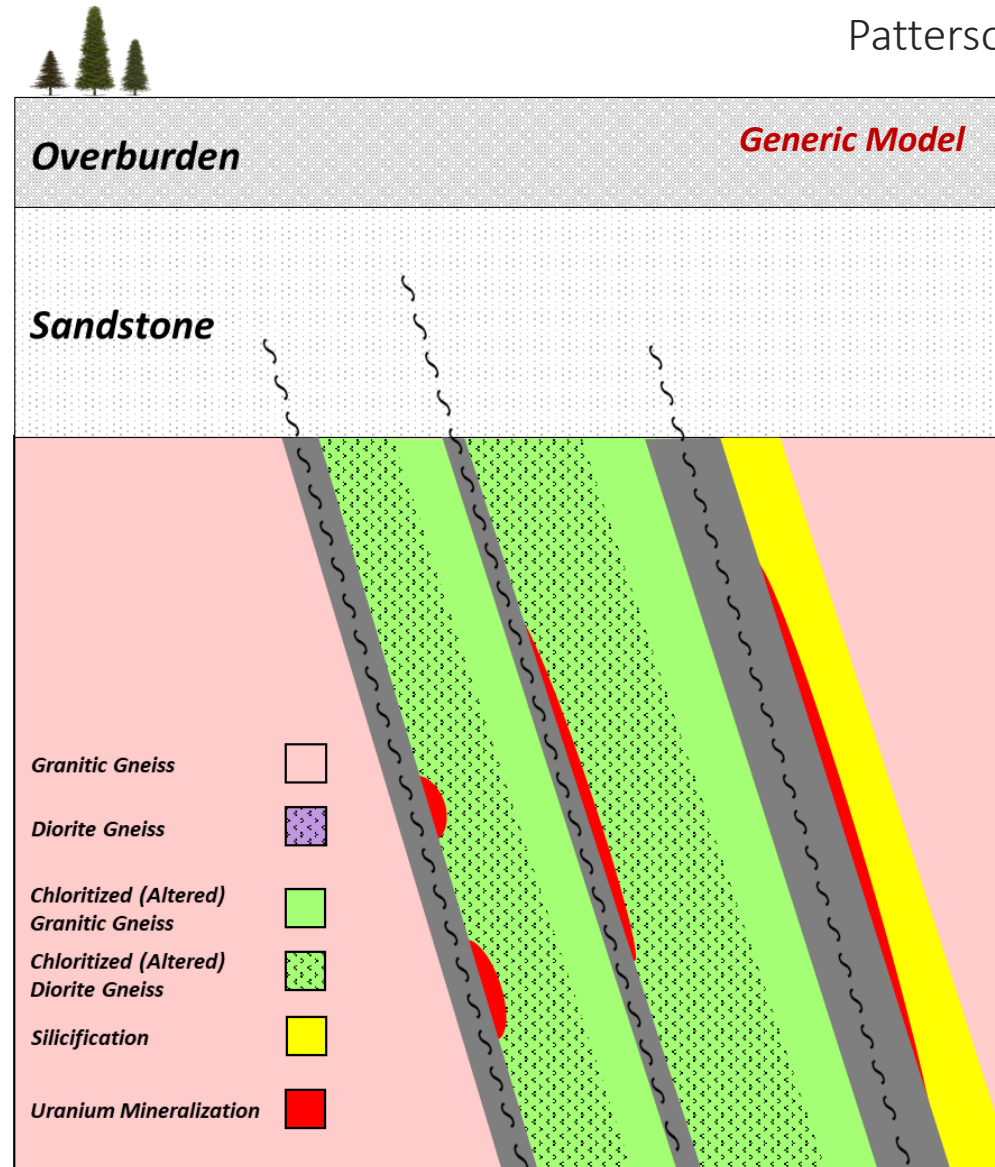 Overburden
Generic Model
Sandstone
Granitic Gneiss
Diorite Gneiss
Chloritized (Altered)
Granitic Gneiss
Chloritized (Altered)
Diorite Gneiss
Silicification
Uranium Mineralization